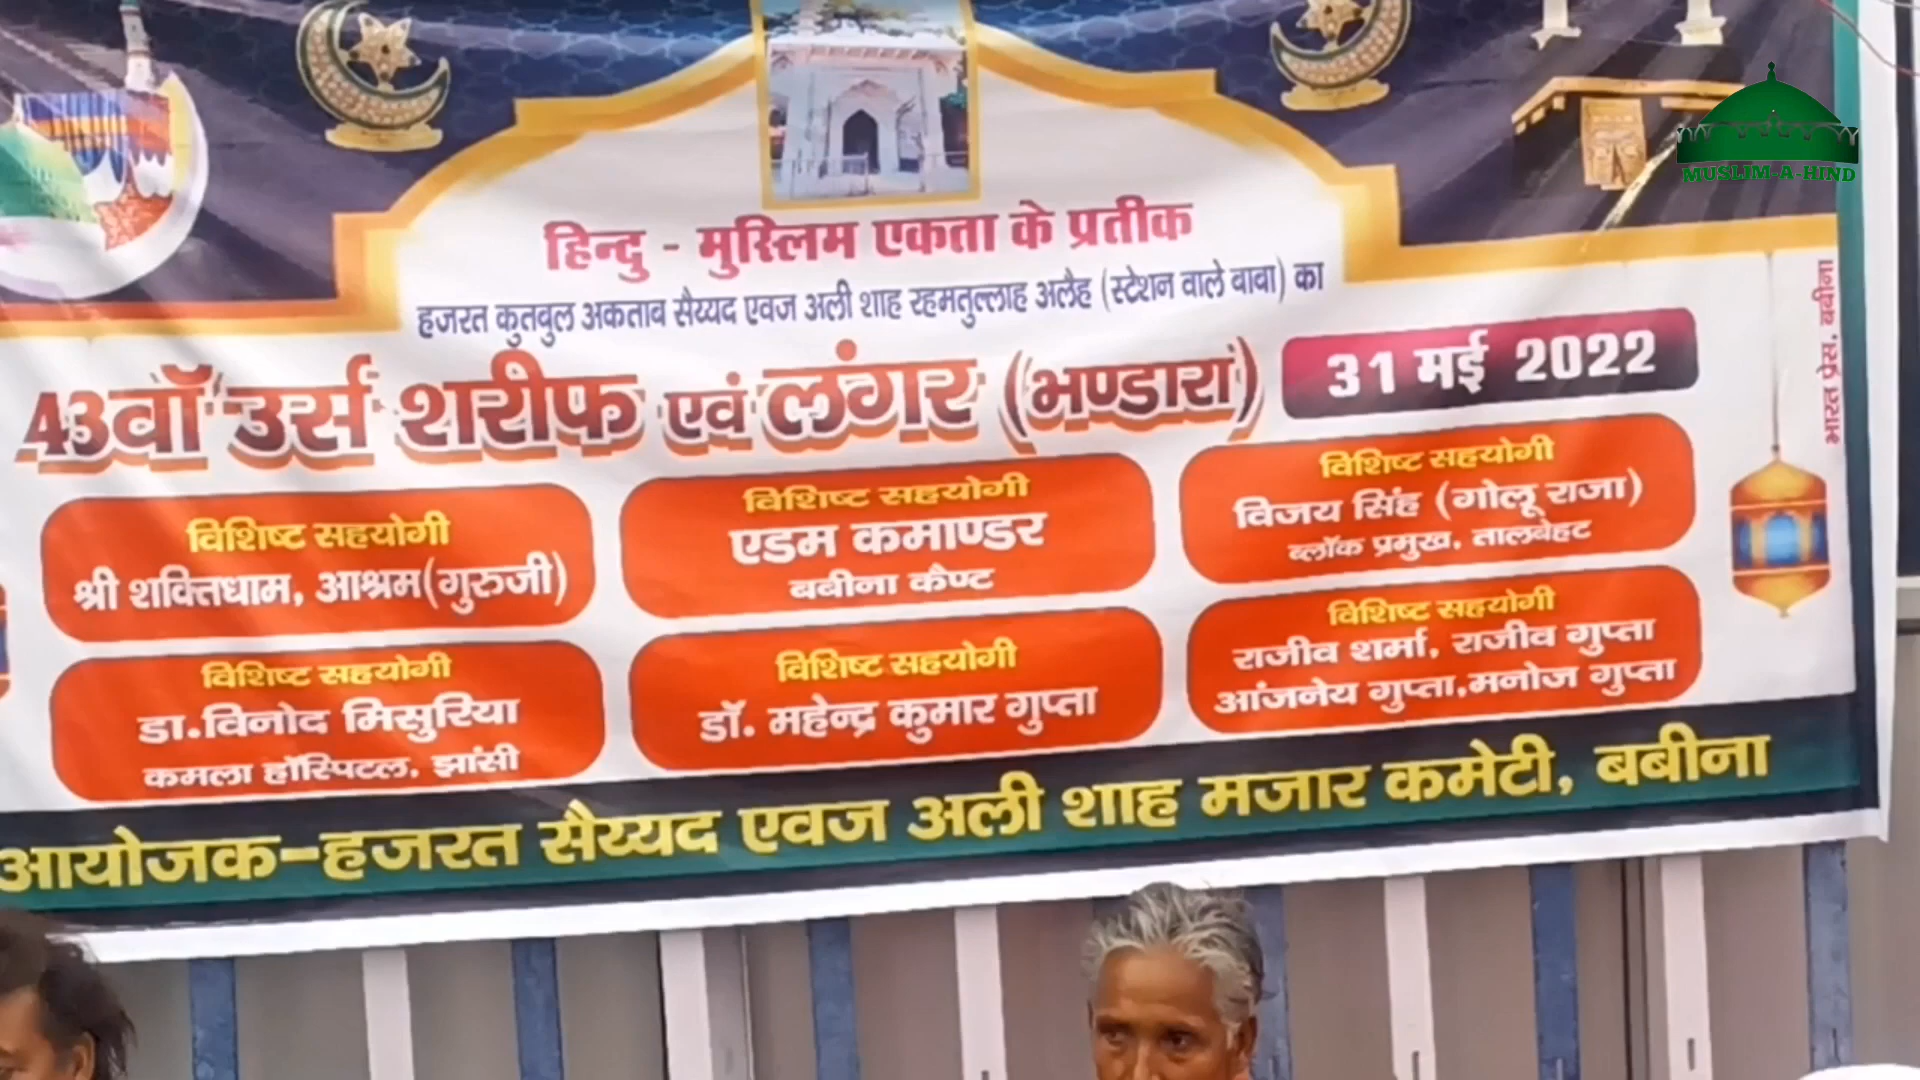 MUSLIM-A-HIND
हिन्दु - मुस्लिम एकता के प्रतीक
हजरत कुतबुल अकताब सैय्यद एवज अली शाह रहमतुल्लाह अलैह (स्टेशन वाले बाबा) का
43वॉ उर्स शरीफ एवं लंगर (भण्डारा)
31 मई 2022
विशिष्ट सहयोगी
श्री शक्तिधाम, आश्रम(गुरुजी)
विशिष्ट सहयोगी
एडम कमाण्डर
बबीना कैण्ट
विशिष्ट सहयोगी
विजय सिंह (गोलू राजा)
ब्लॉक प्रमुख, तालबेहट
विशिष्ट सहयोगी
डा.विनोद मिसुरिया
कमला हॉस्पिटल, झांसी
विशिष्ट सहयोगी
डॉ. महेन्द्र कुमार गुप्ता
विशिष्ट सहयोगी
राजीव शर्मा, राजीव गुप्ता
आंजनेय गुप्ता,मनोज गुप्ता
आयोजक-हजरत सैय्यद एवज अली शाह मजार कमेटी, बबीना
भारत प्रेस, बबीना